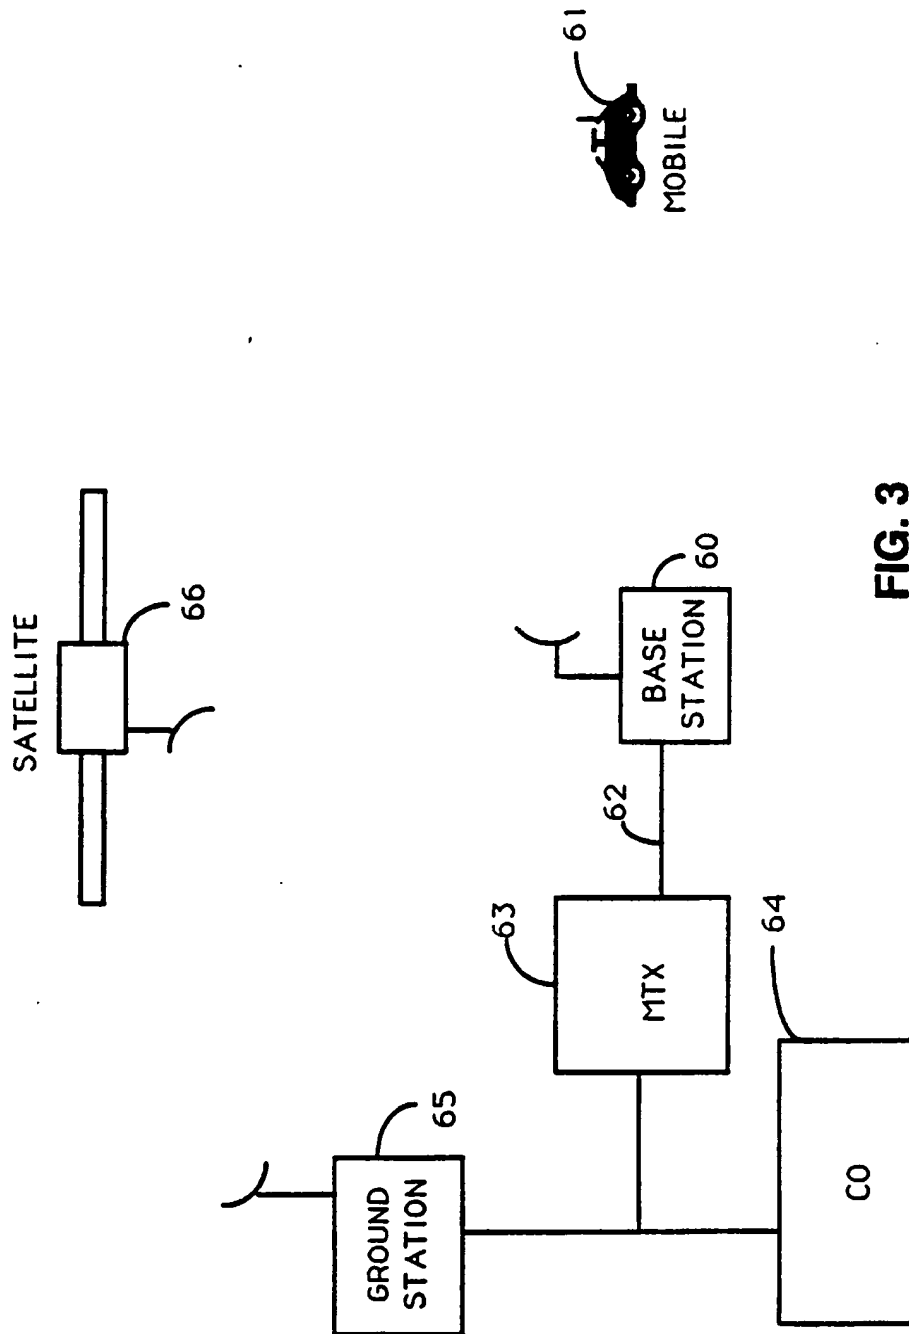 SATELLITE
66
61
MOBILE
65
GROUND
STATION
63
MTX
62
60
BASE
STATION
64
CO
FIG. 3